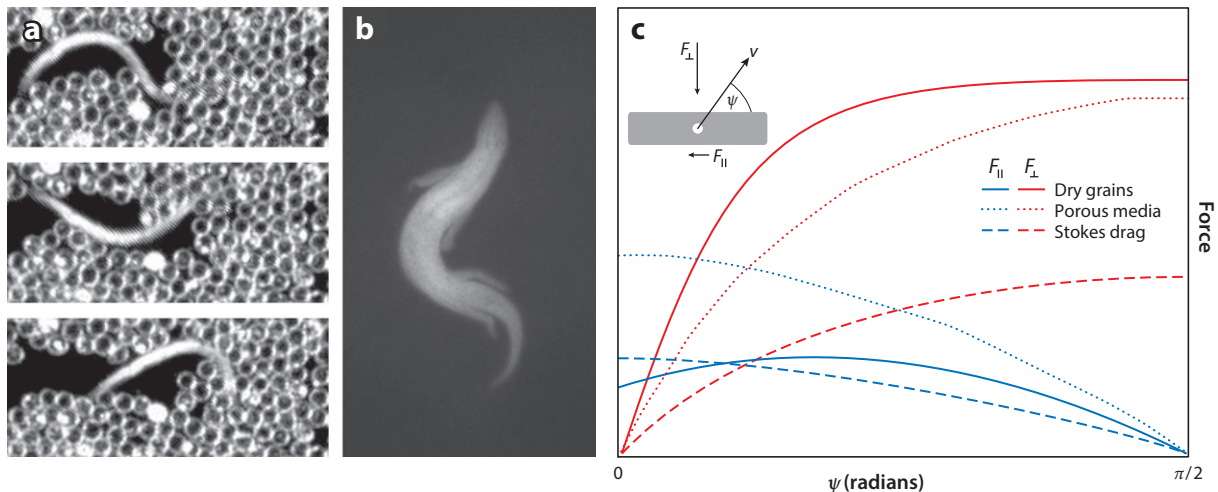 a
b
c
F⊥
v
ψ
F||
F|| F⊥
Dry grains
Porous media
Stokes drag
Force
0
π/2
ψ (radians)